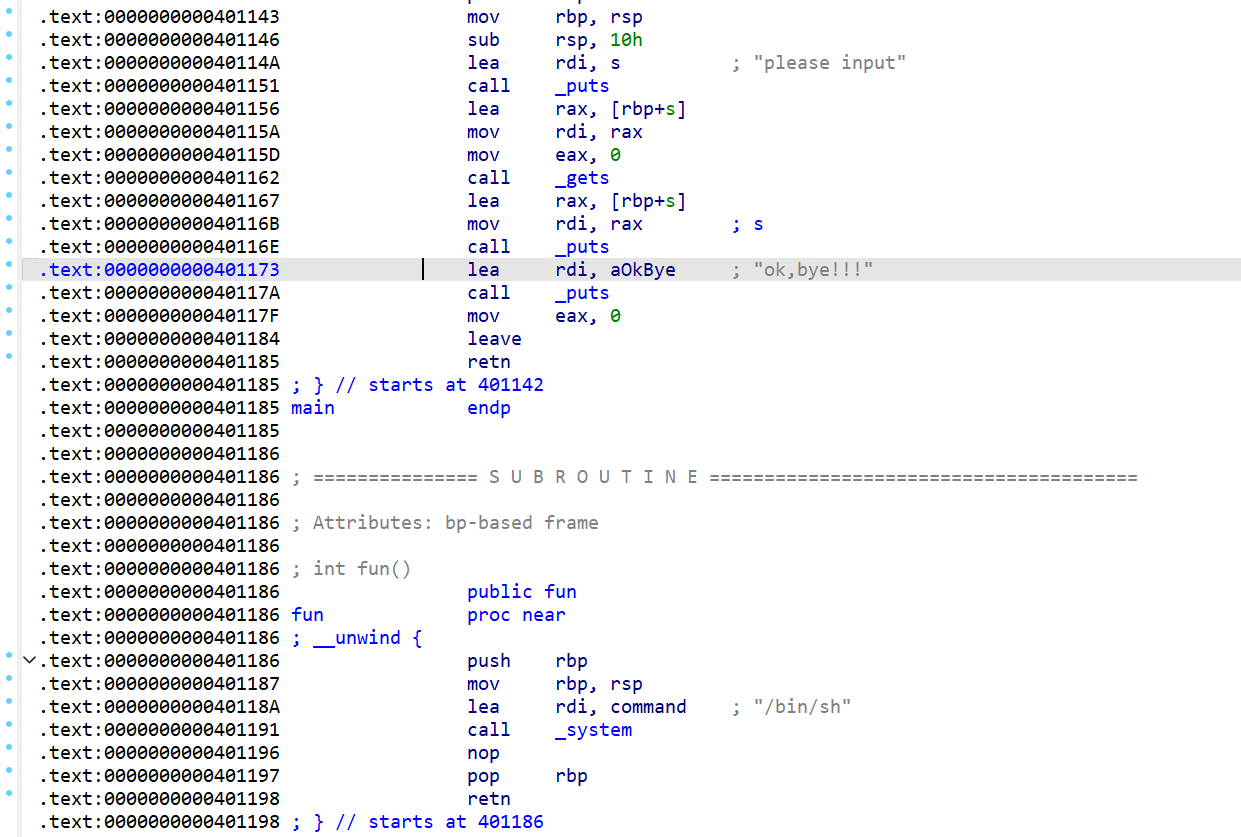 .text:0000000000401143 mov rbp, rsp
.text:0000000000401146 sub rsp, 10h
.text:000000000040114A lea rdi, s ; "please input"
.text:0000000000401151 call _puts
.text:0000000000401156 lea rax, [rbp+s]
.text:000000000040115A mov rdi, rax
.text:000000000040115D mov eax, 0
.text:0000000000401162 call _gets
.text:0000000000401167 lea rax, [rbp+s]
.text:000000000040116B mov rdi, rax ; s
.text:000000000040116E call _puts
.text:0000000000401173 lea rdi, aOkBye ; "ok,bye!!!"
.text:000000000040117A call _puts
.text:000000000040117F mov eax, 0
.text:0000000000401184 leave
.text:0000000000401185 retn
.text:0000000000401185 ; } // starts at 401142
.text:0000000000401185 main endp
.text:0000000000401185
.text:0000000000401186
.text:0000000000401186 ; =============== S U B R O U T I N E =======================================
.text:0000000000401186
.text:0000000000401186 ; Attributes: bp-based frame
.text:0000000000401186
.text:0000000000401186 ; int fun()
.text:0000000000401186 public fun
.text:0000000000401186 fun proc near
.text:0000000000401186 ; __unwind {
.text:0000000000401186 push rbp
.text:0000000000401187 mov rbp, rsp
.text:000000000040118A lea rdi, command ; "/bin/sh"
.text:0000000000401191 call _system
.text:0000000000401196 nop
.text:0000000000401197 pop rbp
.text:0000000000401198 retn
.text:0000000000401198 ; } // starts at 401186